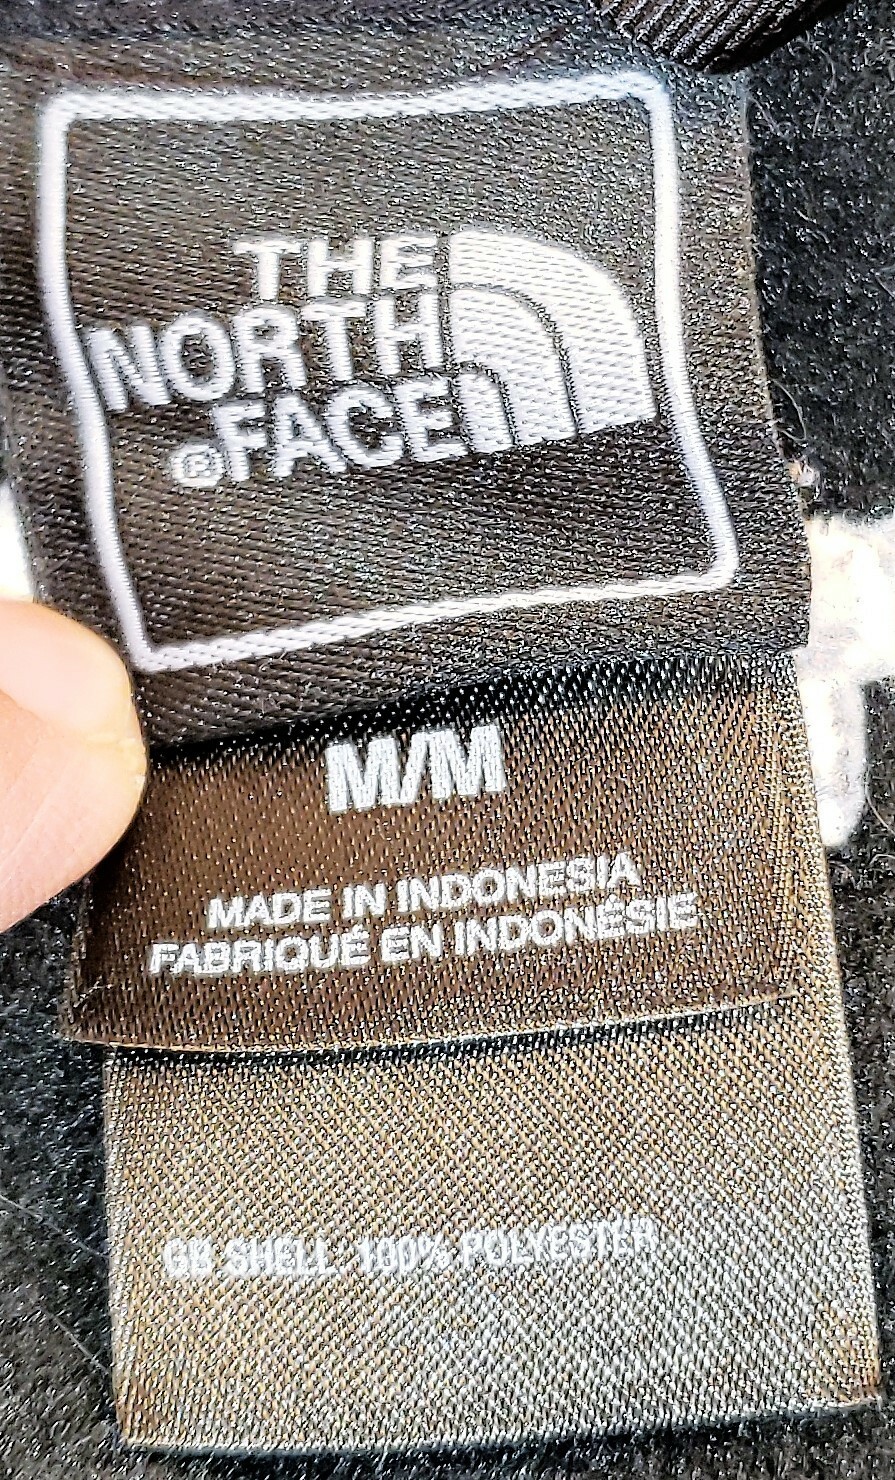 THE
NORTH
®FACE
M/M
MADE IN INDONESIA
FABRIQUÉ EN INDONÉSIE
GB SHELL: 100% POLYESTER